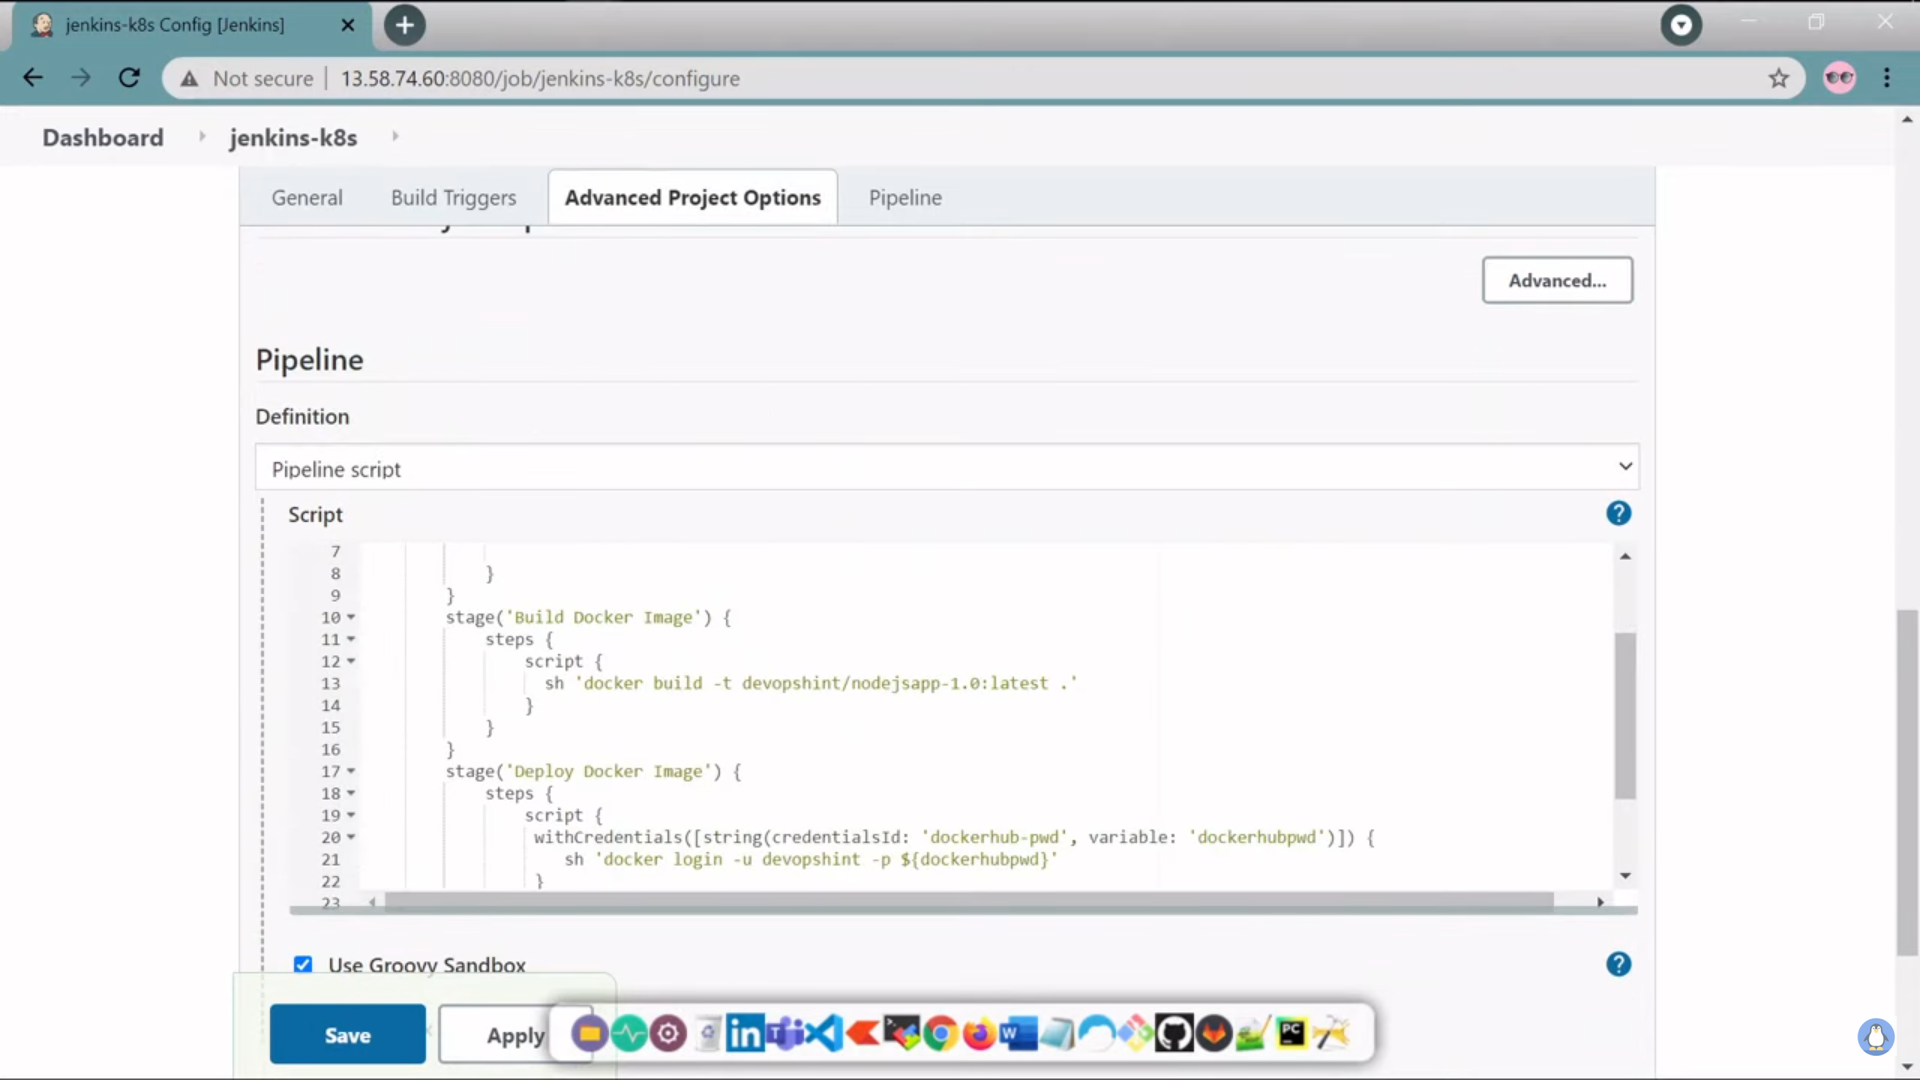 jenkins-k8s Config [Jenkins]
Not secure | 13.58.74.60:8080/job/jenkins-k8s/configure
Dashboard
jenkins-k8s
General
Build Triggers
Advanced Project Options
Pipeline
Advanced...
Pipeline
Definition
Pipeline script
Script
?
7
8 }
9 }
10 stage('Build Docker Image') {
11 steps {
12 script {
13 sh 'docker build -t devopshint/nodejsapp-1.0:latest .'
14 }
15 }
16 }
17 stage('Deploy Docker Image') {
18 steps {
19 script {
20 withCredentials([string(credentialsId: 'dockerhub-pwd', variable: 'dockerhubpwd')]) {
21 sh 'docker login -u devopshint -p ${dockerhubpwd}'
22 }
23
Use Groovy Sandbox
?
Save
Apply
in
T
W
PC